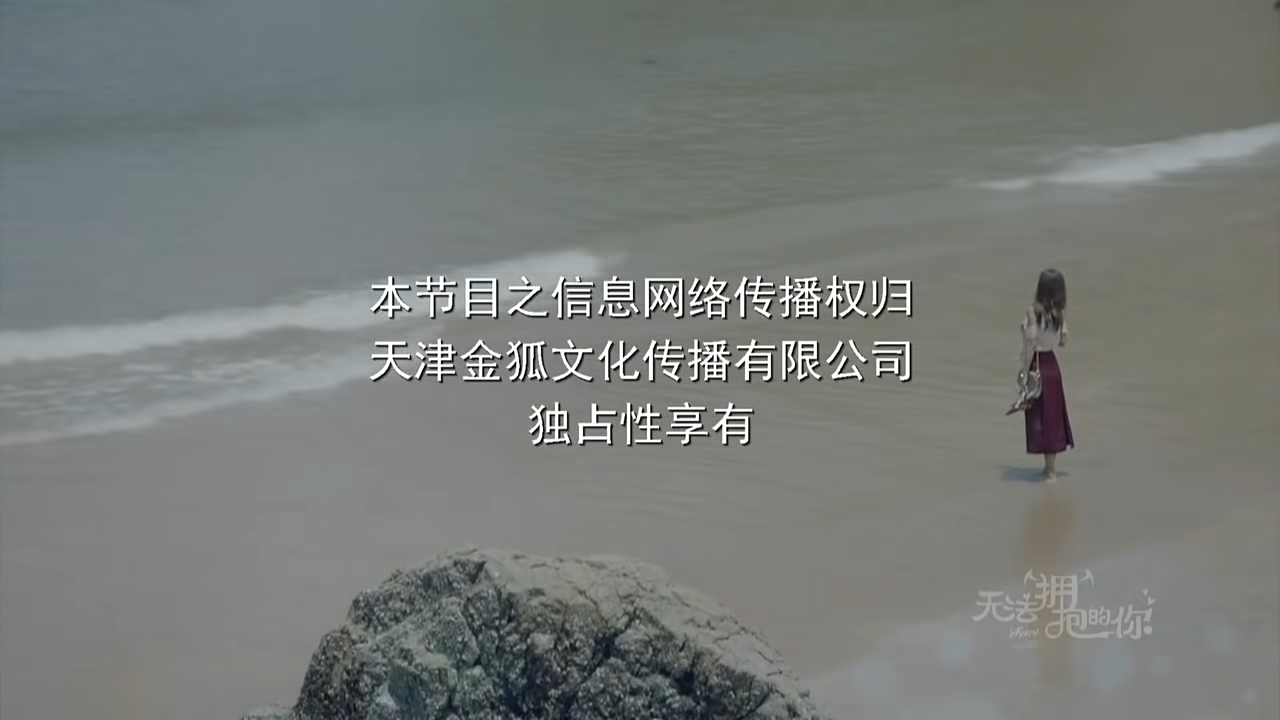 本节目之信息网络传播权归
天津金狐文化传播有限公司
独占性享有
无法拥抱的你